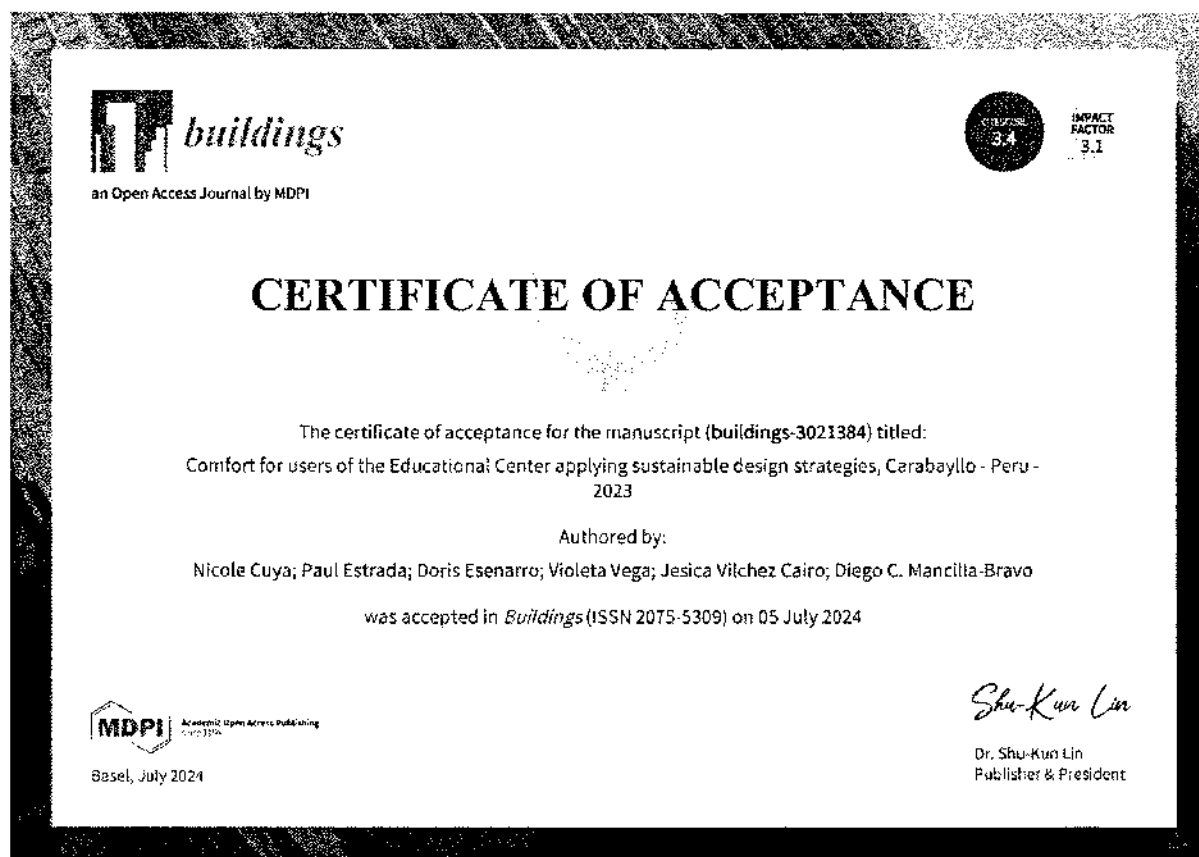 buildings
an Open Access Journal by MDPI
3.4
IMPACT
FACTOR
3.1
CERTIFICATE OF ACCEPTANCE
The certificate of acceptance for the manuscript (buildings-3021384) titled:
Comfort for users of the Educational Center applying sustainable design strategies, Carabayllo - Peru -
2023
Authored by:
Nicole Cuya; Paul Estrada; Doris Esenarro; Violeta Vega; Jesica Vilchez Cairo; Diego C. Mancilla-Bravo
was accepted in Buildings (ISSN 2075-5309) on 05 July 2024
MDPI
Academic Open Access Publishing
Basel, July 2024
Shu-Kun Lin
Dr. Shu-Kun Lin
Publisher & President